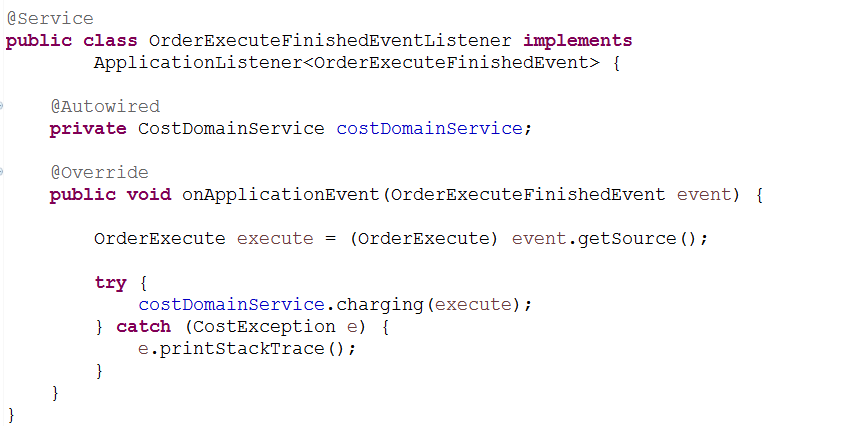 @Service
public class OrderExecuteFinishedEventListener implements
        ApplicationListener<OrderExecuteFinishedEvent> {

    @Autowired
    private CostDomainService costDomainService;

    @Override
    public void onApplicationEvent(OrderExecuteFinishedEvent event) {

        OrderExecute execute = (OrderExecute) event.getSource();

        try {
            costDomainService.charging(execute);
        } catch (CostException e) {
            e.printStackTrace();
        }
    }
}